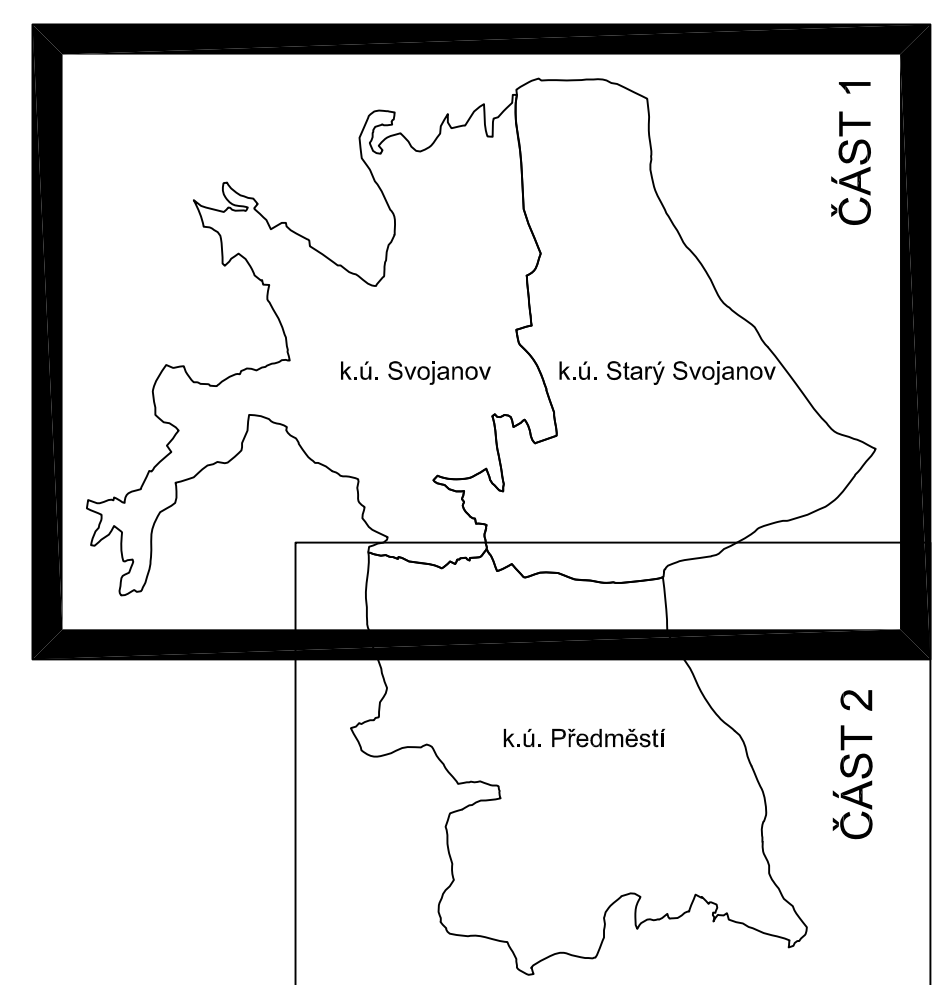 ČÁST 1
k.ú. Svojanov
k.ú. Starý Svojanov
ČÁST 2
k.ú. Předměstí